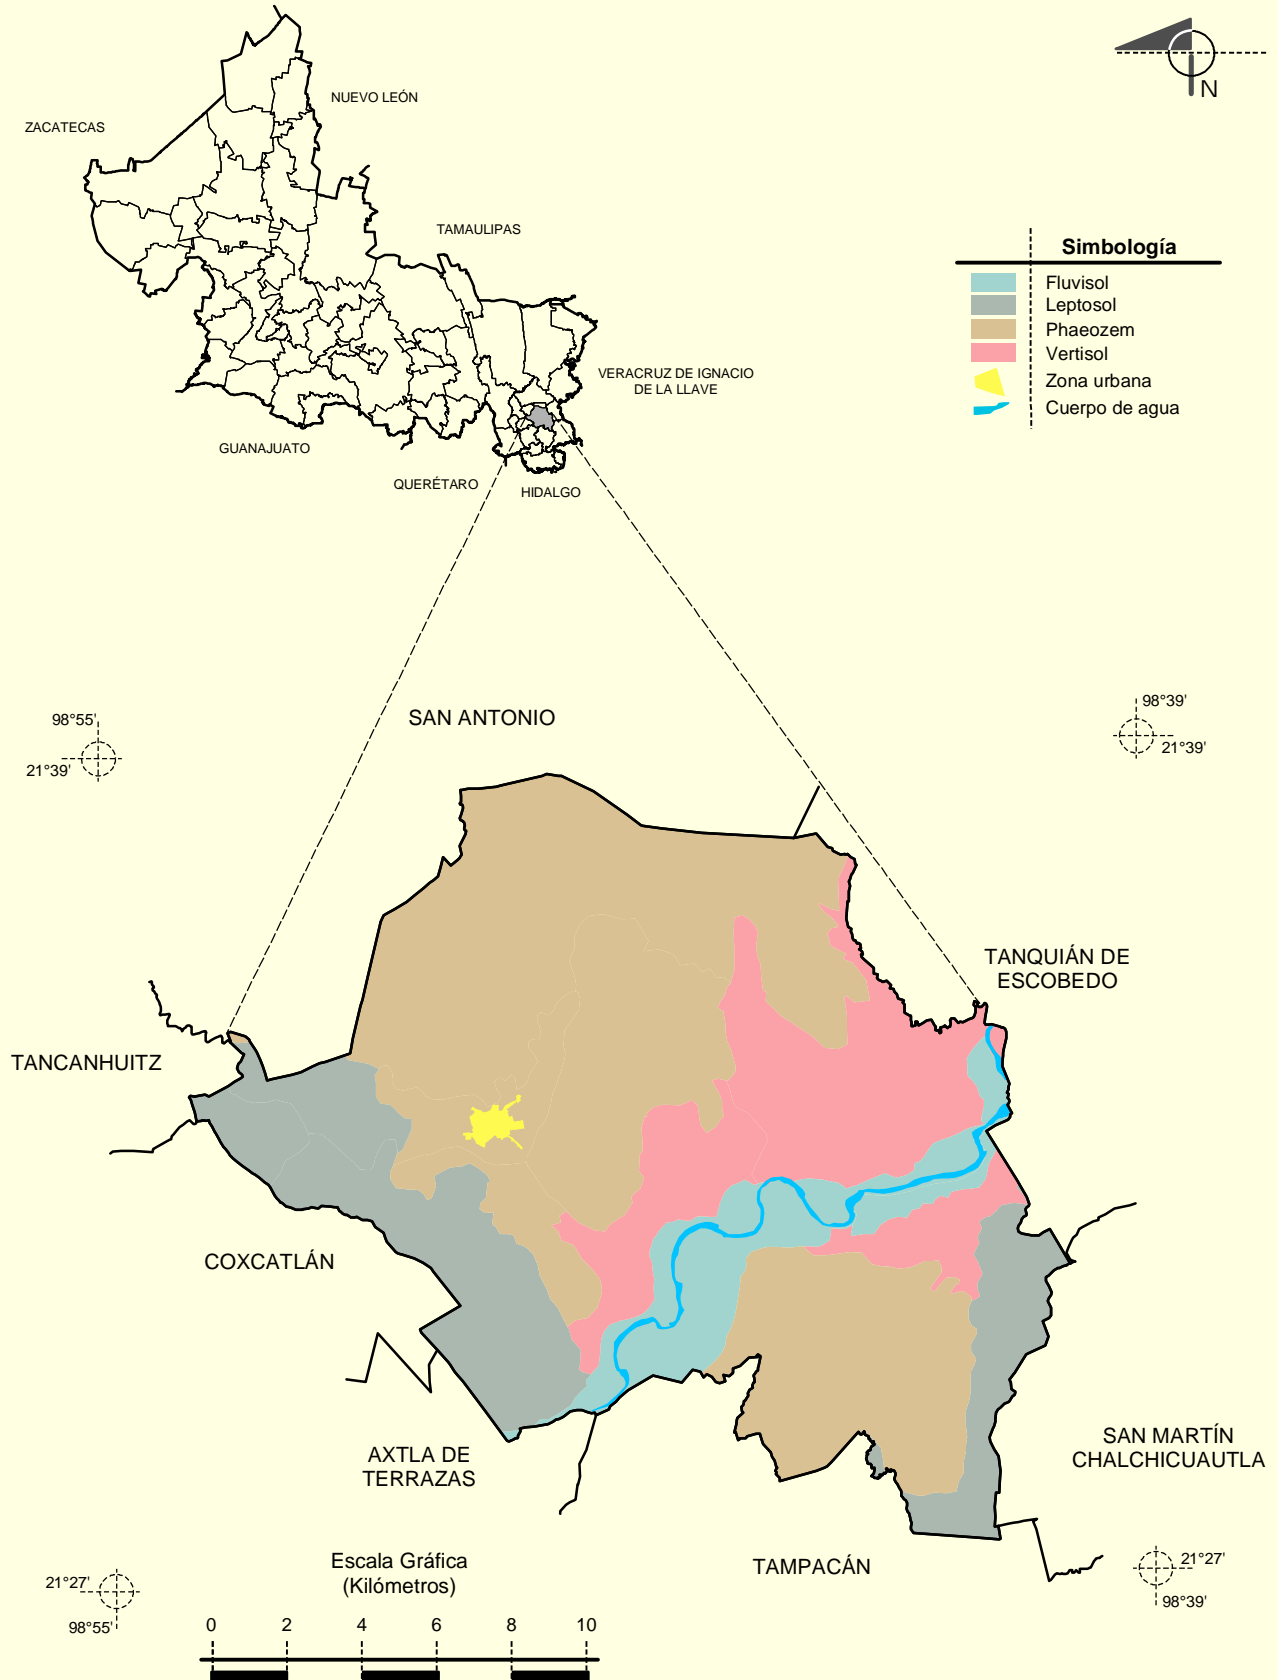 N
NUEVO LEÓN
ZACATECAS
TAMAULIPAS
VERACRUZ DE IGNACIO
DE LA LLAVE
GUANAJUATO
QUERÉTARO
HIDALGO
Simbología
Fluvisol
Leptosol
Phaeozem
Vertisol
Zona urbana
Cuerpo de agua
98°55'
21°39'
SAN ANTONIO
98°39'
21°39'
TANQUIÁN DE
ESCOBEDO
TANCANHUITZ
COXCATLÁN
AXTLA DE
TERRAZAS
SAN MARTÍN
CHALCHICUAUTLA
TAMPACÁN
21°27'
98°55'
21°27'
98°39'
Escala Gráfica
(Kilómetros)
0 2 4 6 8 10